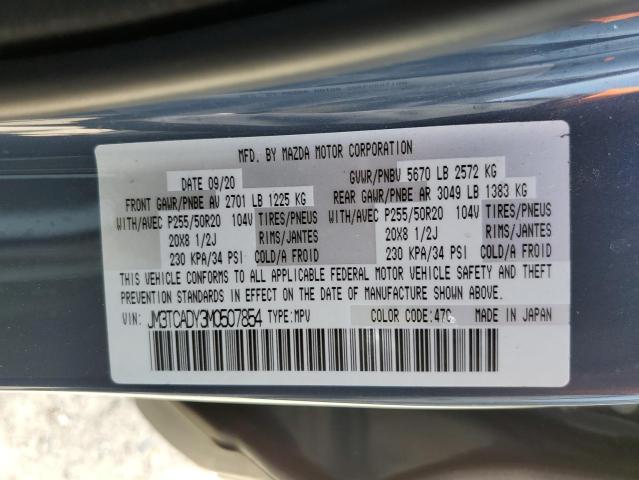 MFD. BY MAZDA MOTOR CORPORATION
DATE 09/20 GVWR/PNBV 5670 LB 2572 KG
FRONT GAWR/PNBE AV 2701 LB 1225 KG REAR GAWR/PNBE AR 3049 LB 1383 KG
WITH/AVEC P255/50R20 104V TIRES/PNEUS WITH/AVEC P255/50R20 104V TIRES/PNEUS
20X8 1/2J RIMS/JANTES 20X8 1/2J RIMS/JANTES
230 KPA/34 PSI COLD/A FROID 230 KPA/34 PSI COLD/A FROID
THIS VEHICLE CONFORMS TO ALL APPLICABLE FEDERAL MOTOR VEHICLE SAFETY AND THEFT
PREVENTION STANDARDS IN EFFECT ON THE DATE OF MANUFACTURE SHOWN ABOVE.
VIN: JM3TCADY3M0507854 TYPE:MPV COLOR CODE:47C MADE IN JAPAN